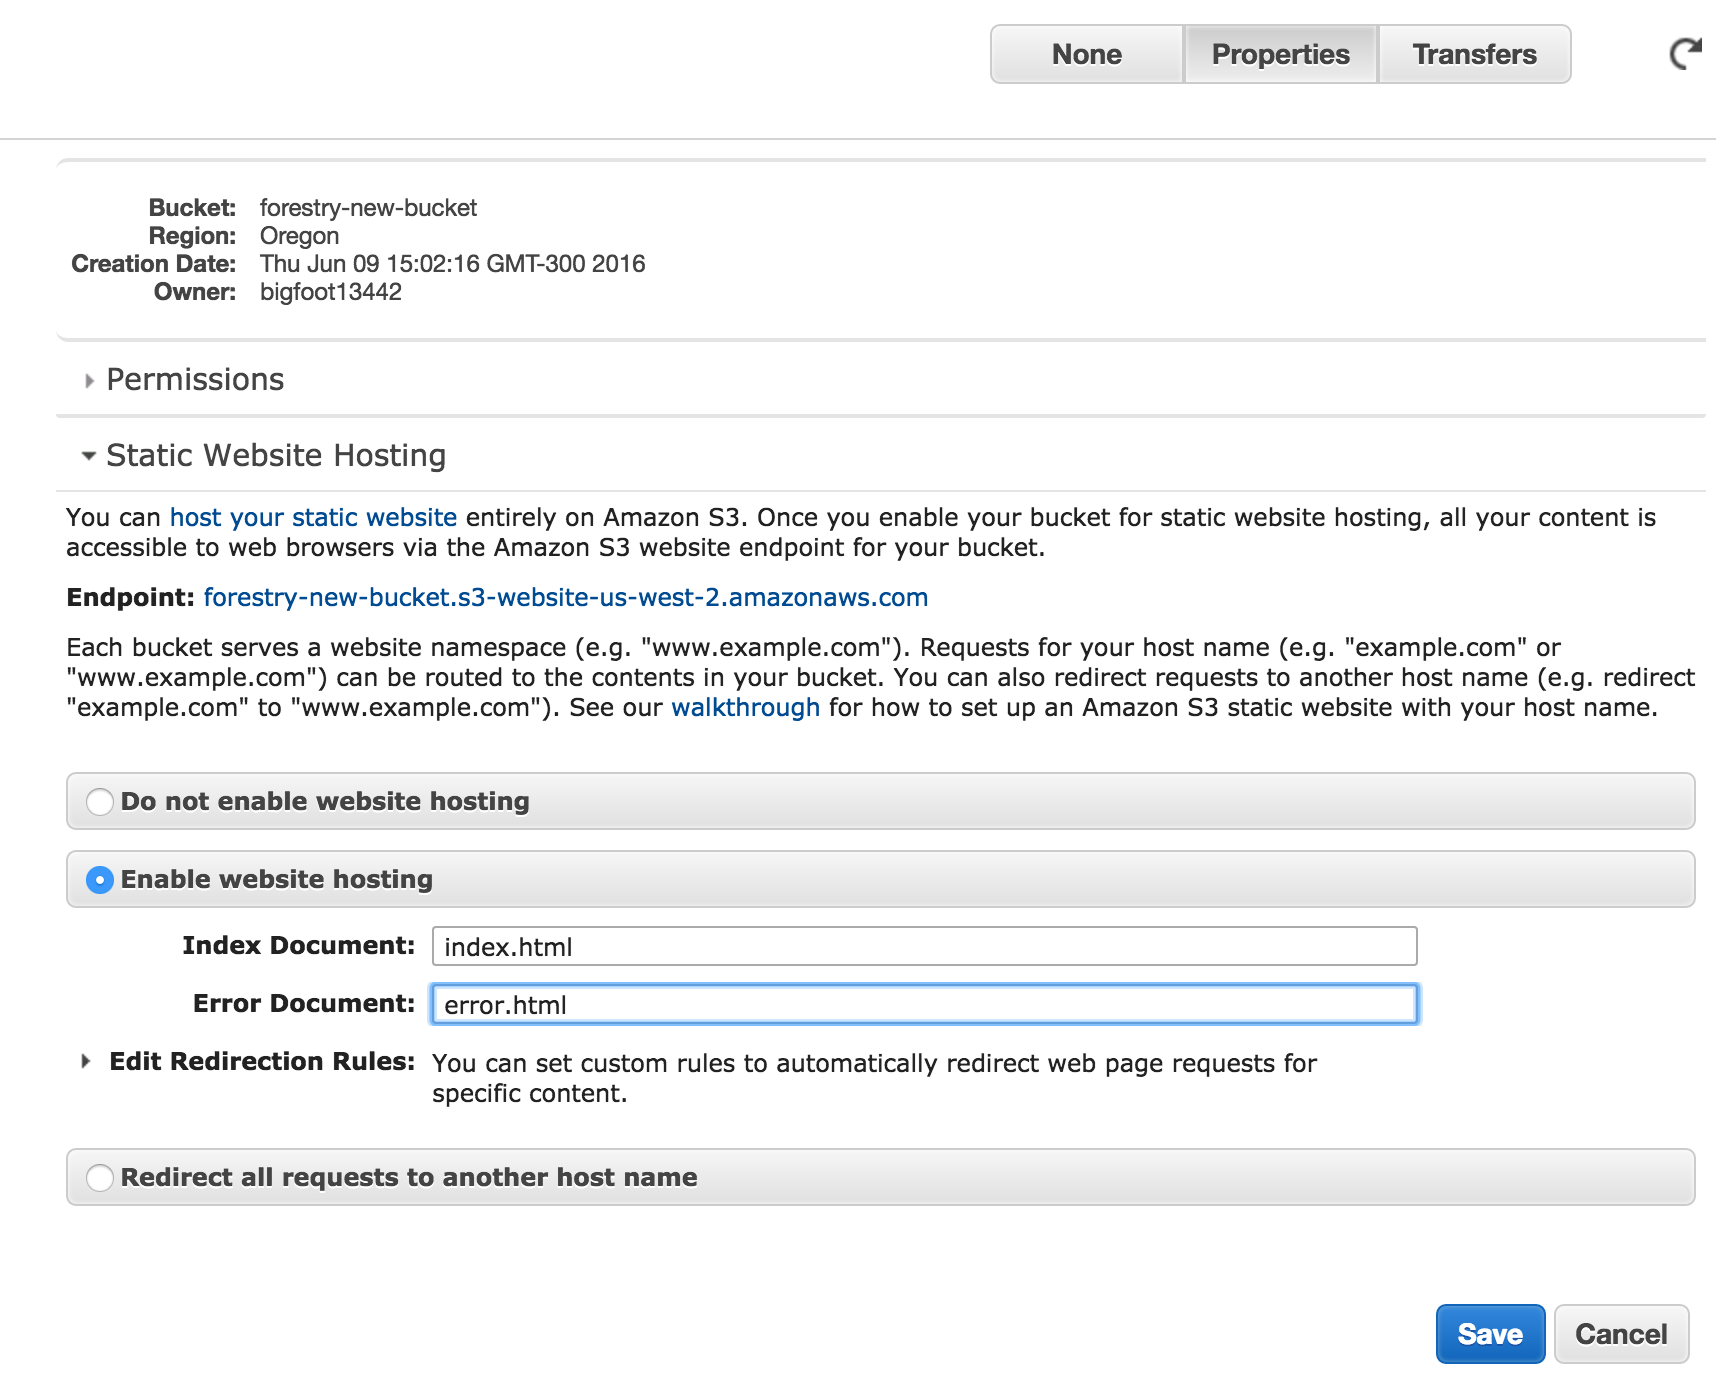 None Properties Transfers
Bucket: forestry-new-bucket
Region: Oregon
Creation Date: Thu Jun 09 15:02:16 GMT-300 2016
Owner: bigfoot13442
Permissions
Static Website Hosting
You can host your static website entirely on Amazon S3. Once you enable your bucket for static website hosting, all your content is
accessible to web browsers via the Amazon S3 website endpoint for your bucket.
Endpoint: forestry-new-bucket.s3-website-us-west-2.amazonaws.com
Each bucket serves a website namespace (e.g. "www.example.com"). Requests for your host name (e.g. "example.com" or
"www.example.com") can be routed to the contents in your bucket. You can also redirect requests to another host name (e.g. redirect
"example.com" to "www.example.com"). See our walkthrough for how to set up an Amazon S3 static website with your host name.
Do not enable website hosting
Enable website hosting
Index Document: index.html
Error Document: error.html
Edit Redirection Rules: You can set custom rules to automatically redirect web page requests for
specific content.
Redirect all requests to another host name
Save Cancel